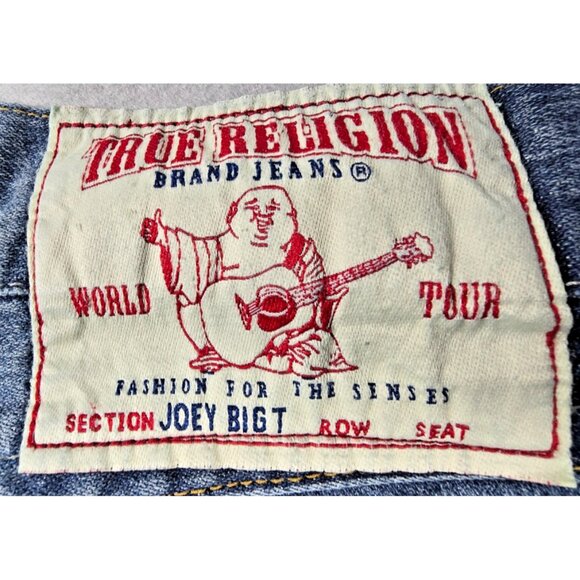 TRUE RELIGION
BRAND JEANS ®
WORLD TOUR
FASHION FOR THE SENSES
SECTION JOEY BIGT ROW SEAT